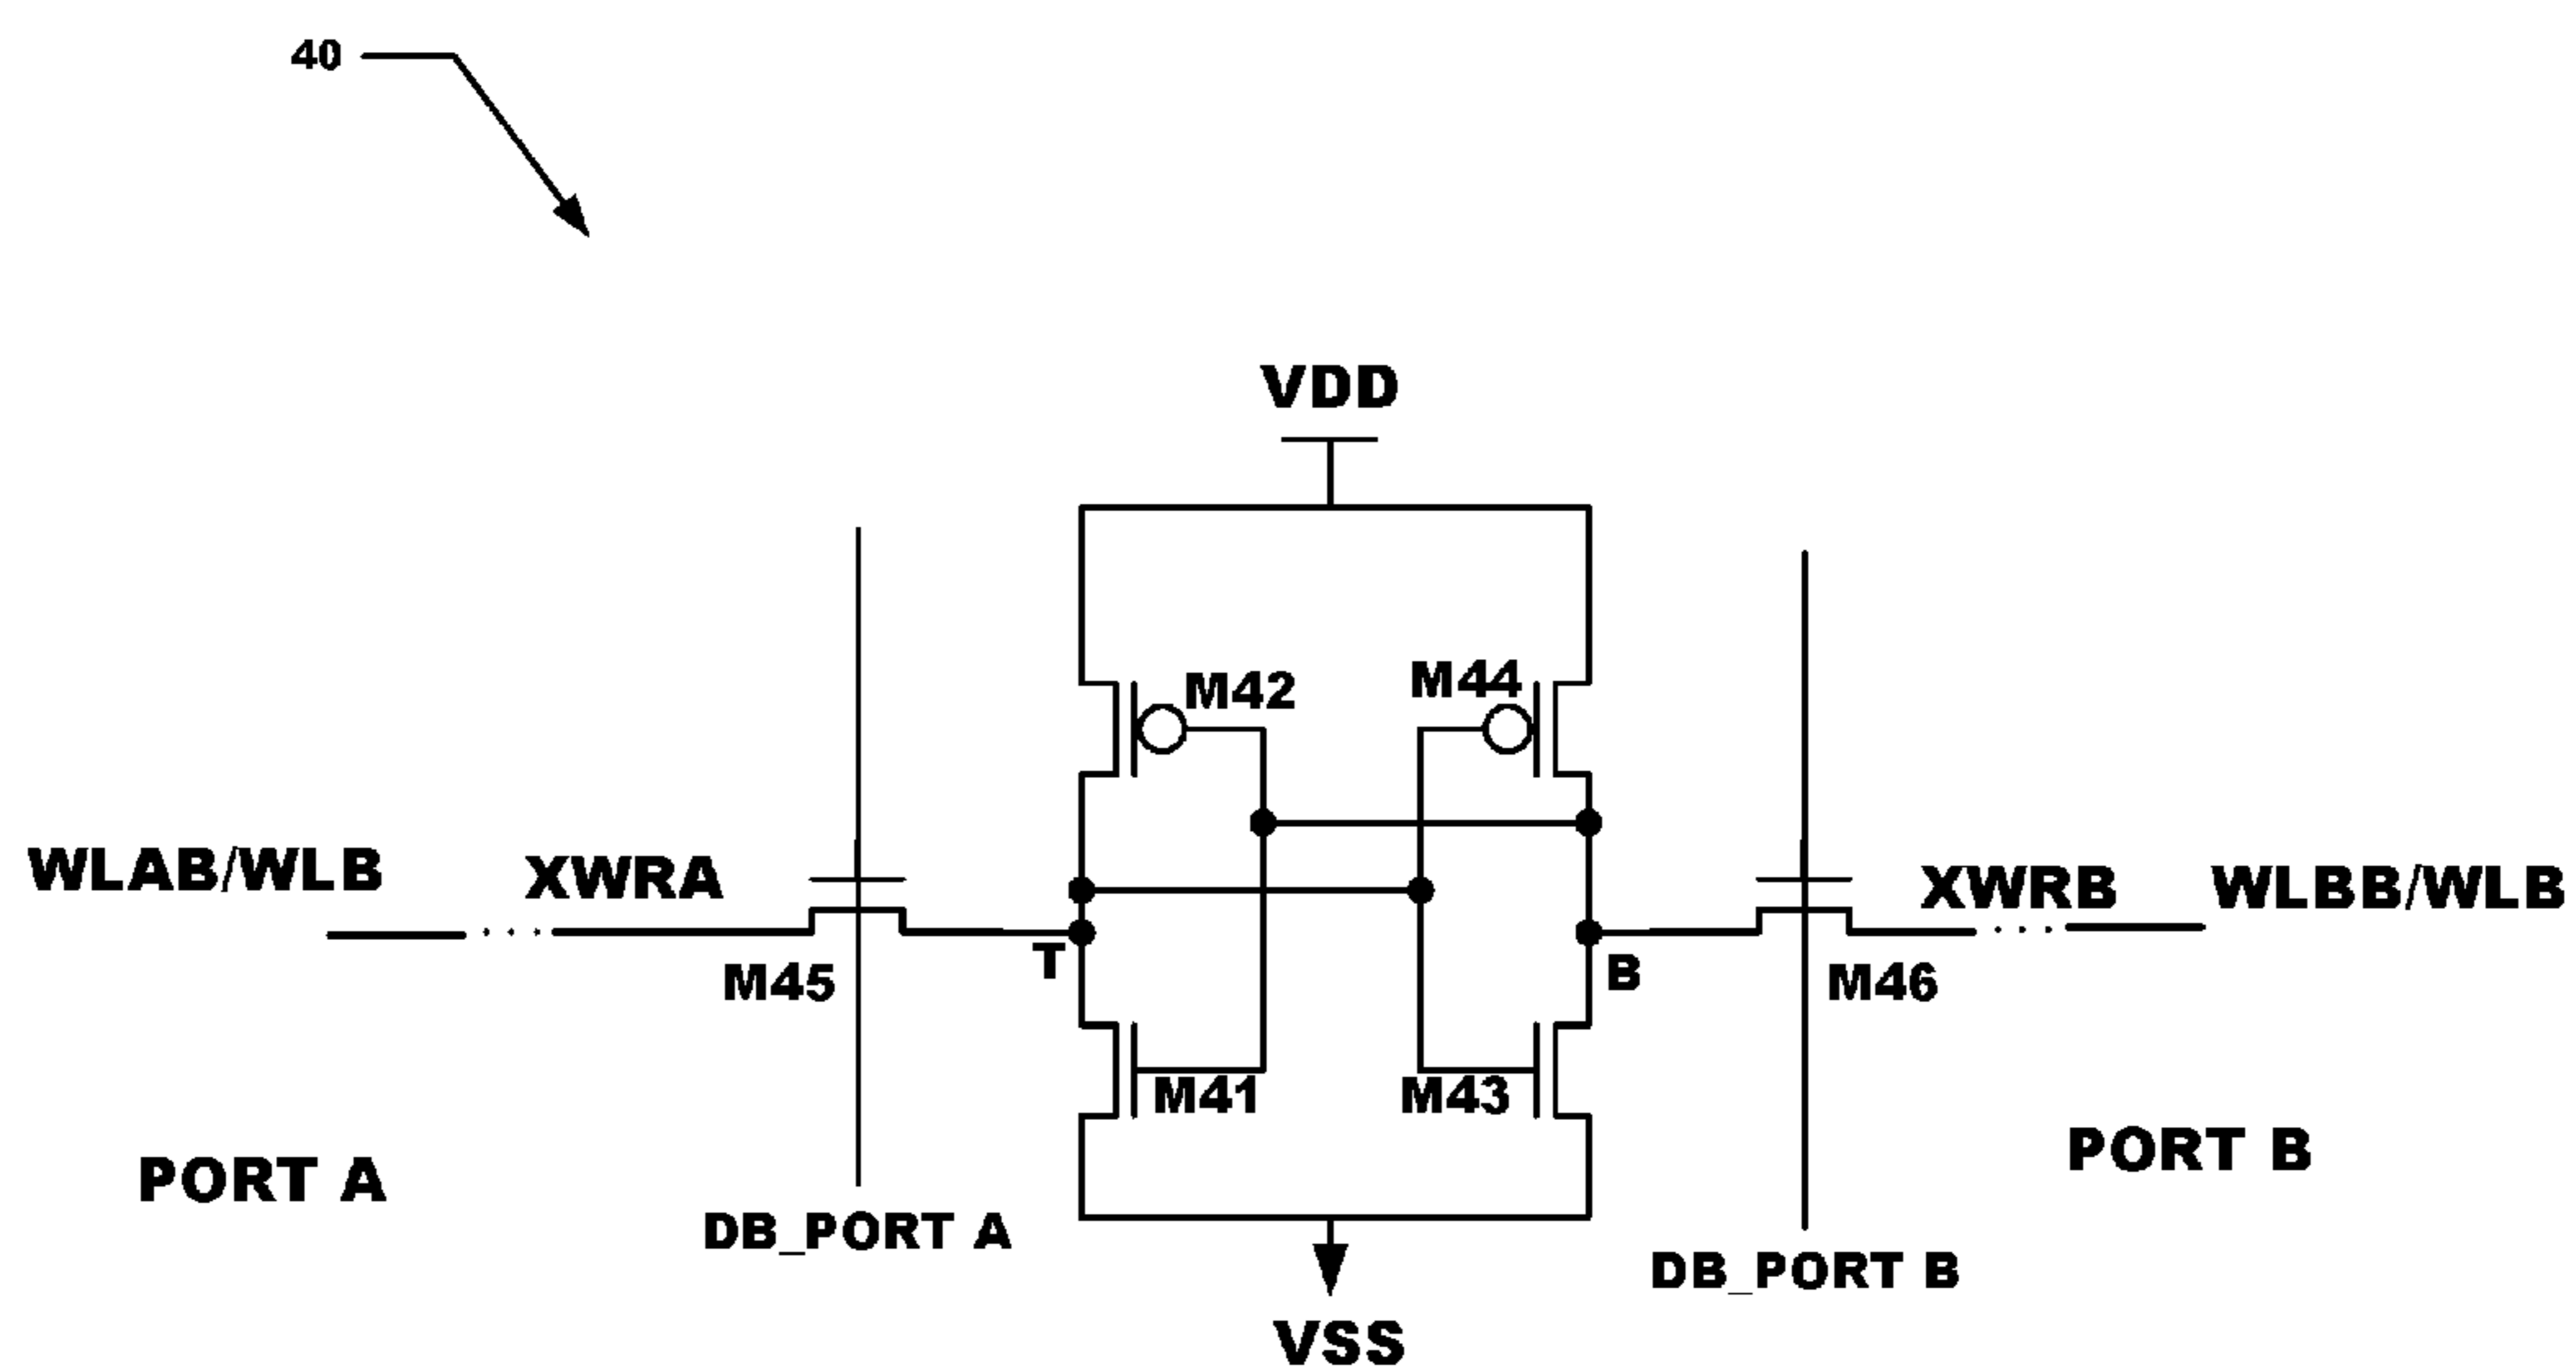 40
VDD
M42
M44
WLAB/WLB
XWRA
XWRB
WLBB/WLB
T
B
M45
M46
M41
M43
PORT A
PORT B
DB_PORT A
DB_PORT B
VSS